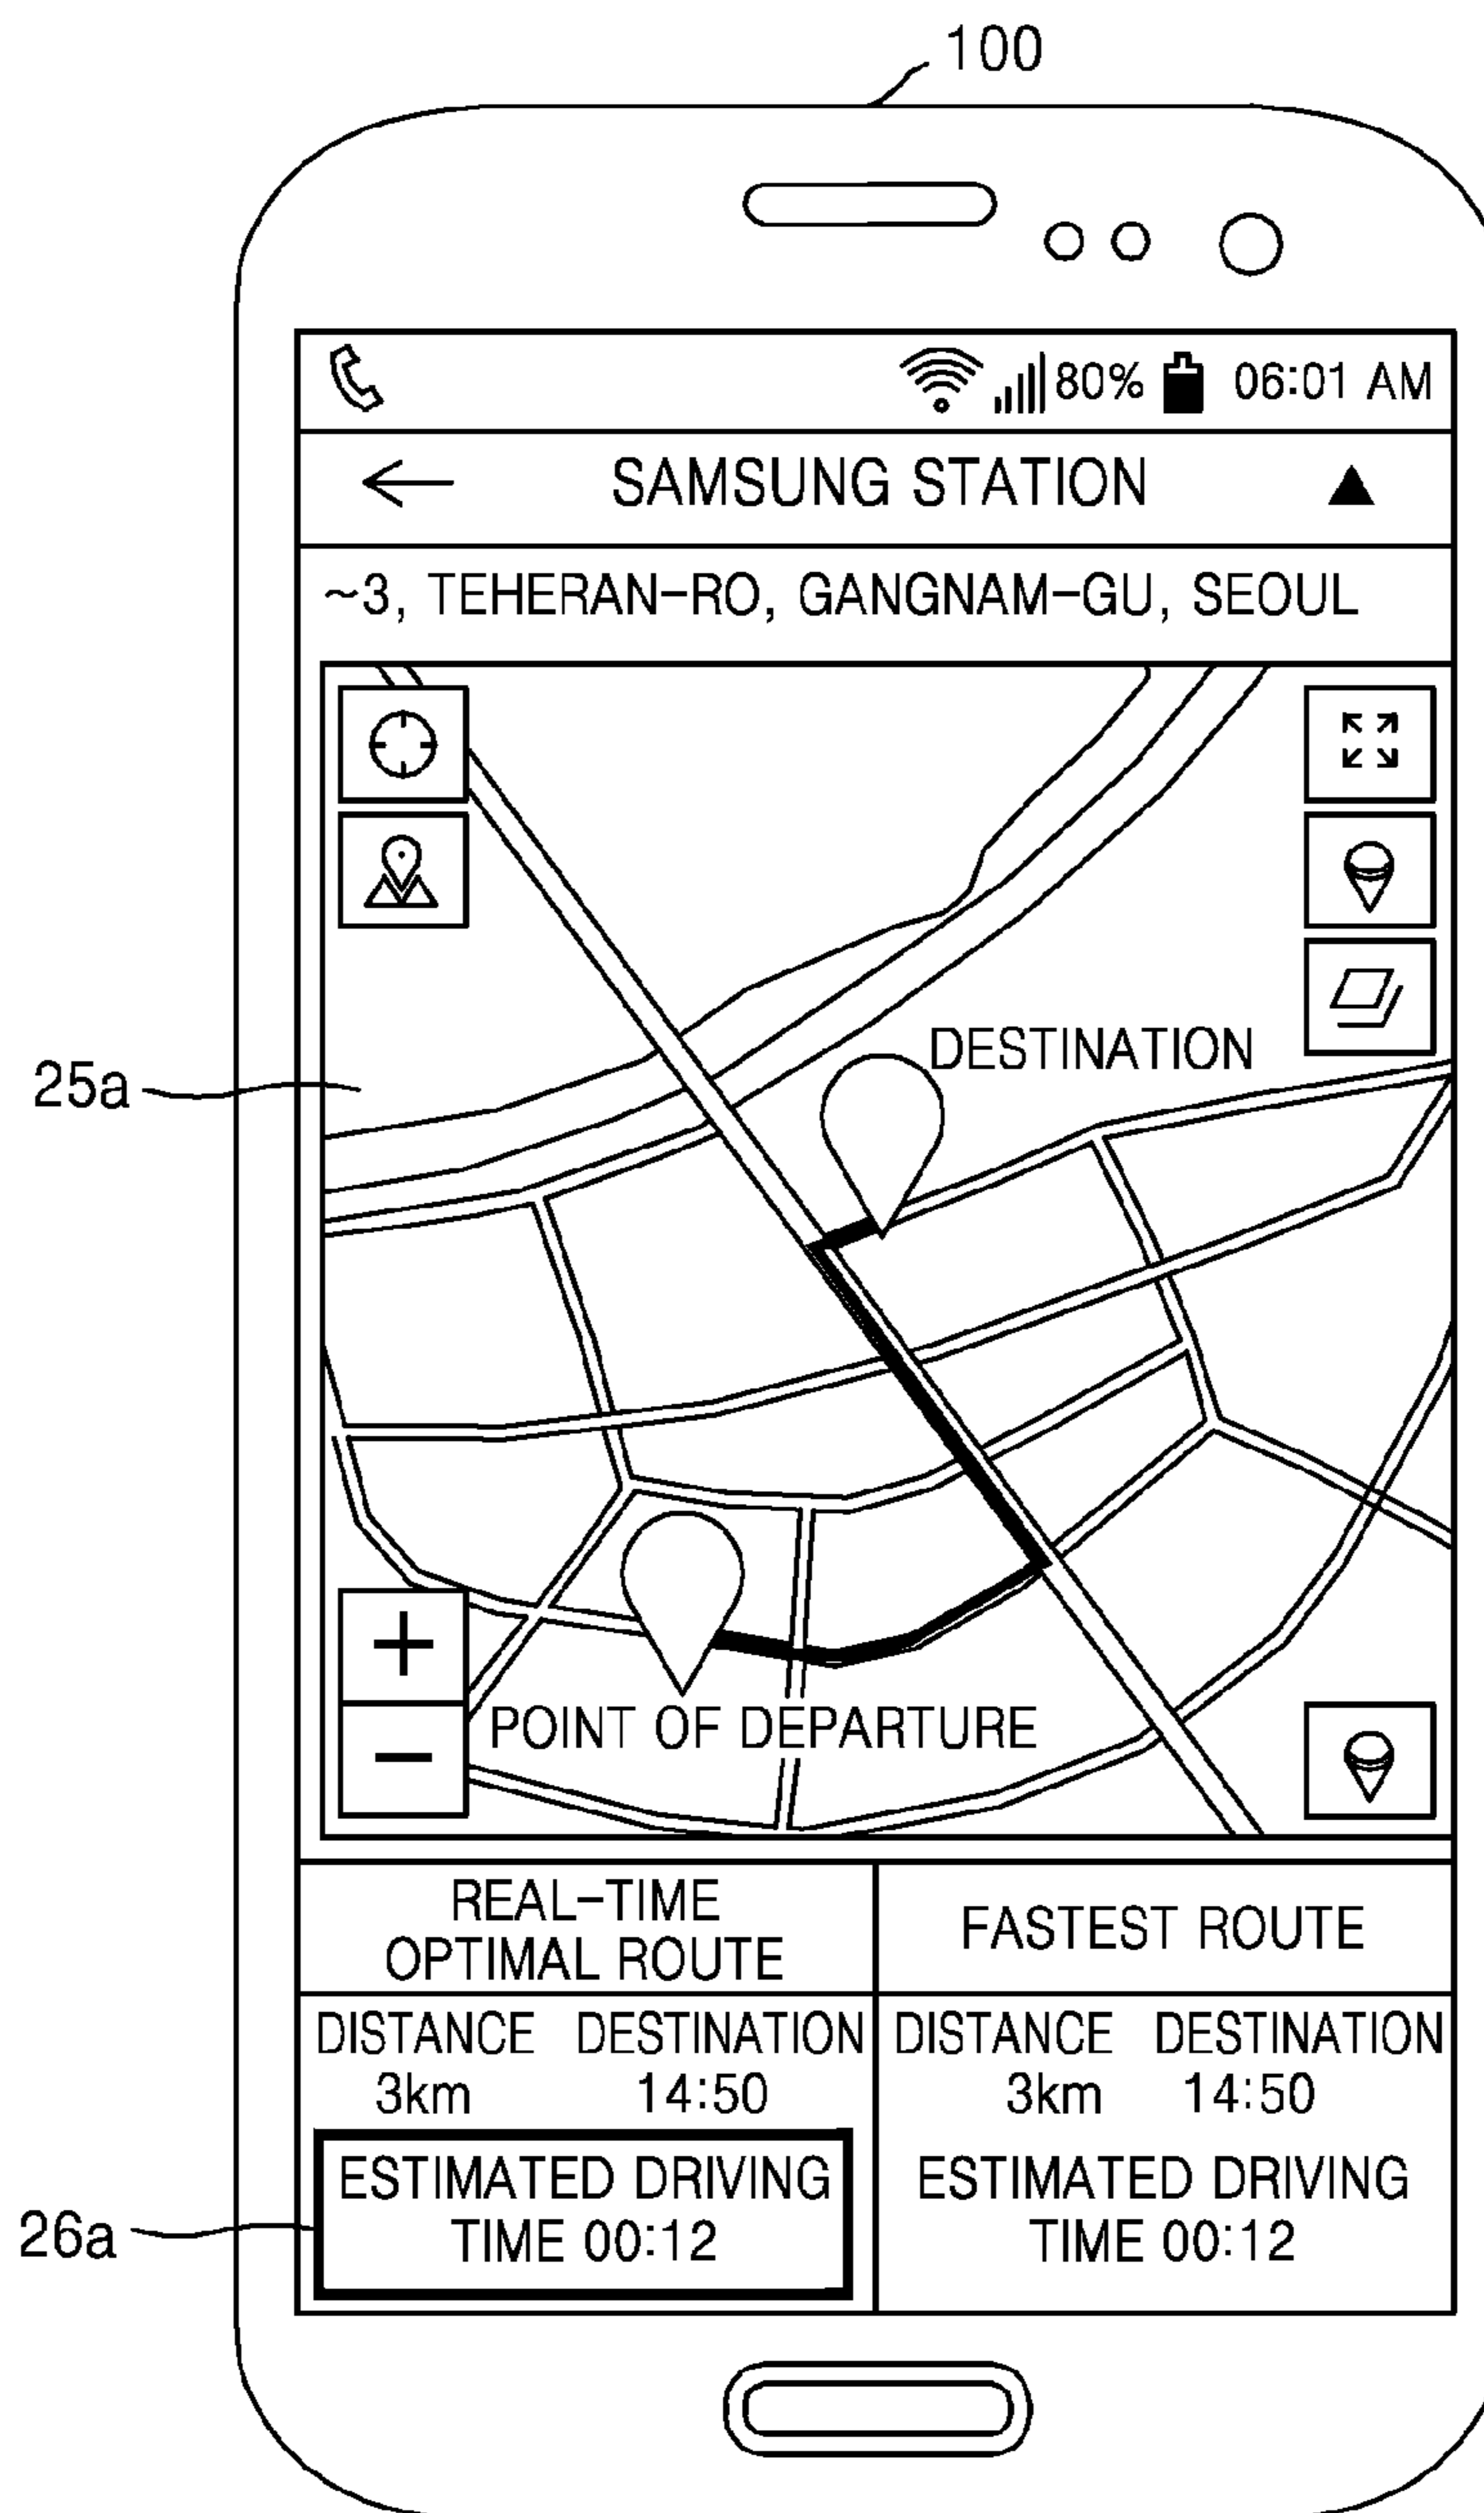 100
80% 06:01 AM
SAMSUNG STATION
~3, TEHERAN-RO, GANGNAM-GU, SEOUL
DESTINATION
25a
POINT OF DEPARTURE
REAL-TIME
OPTIMAL ROUTE
FASTEST ROUTE
DISTANCE DESTINATION
3km 14:50
ESTIMATED DRIVING
TIME 00:12
DISTANCE DESTINATION
3km 14:50
ESTIMATED DRIVING
TIME 00:12
26a